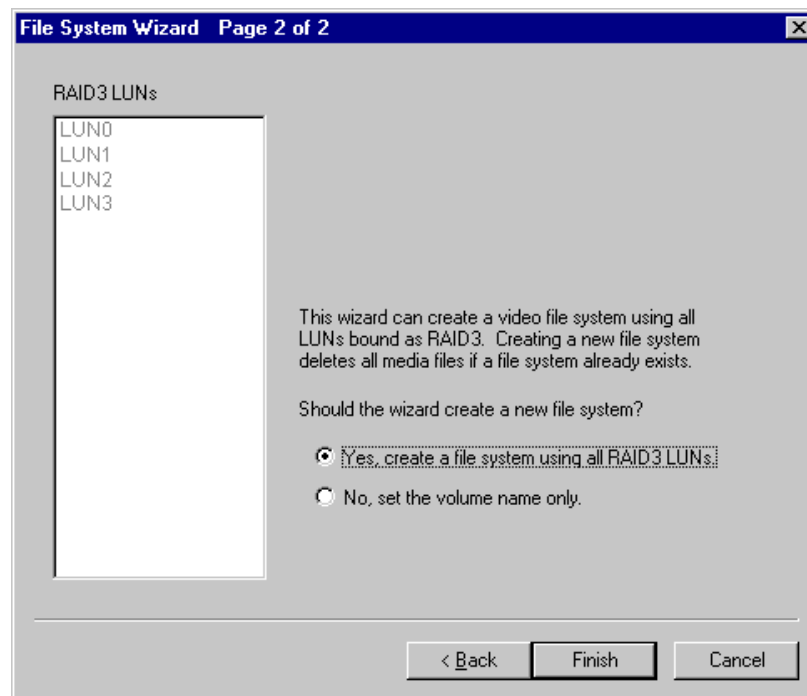 File System Wizard   Page 2 of 2
RAID3 LUNs
LUN0
LUN1
LUN2
LUN3
This wizard can create a video file system using all
LUNs bound as RAID3.  Creating a new file system
deletes all media files if a file system already exists.
Should the wizard create a new file system?
Yes, create a file system using all RAID3 LUNs.
No, set the volume name only.
< Back
Finish
Cancel